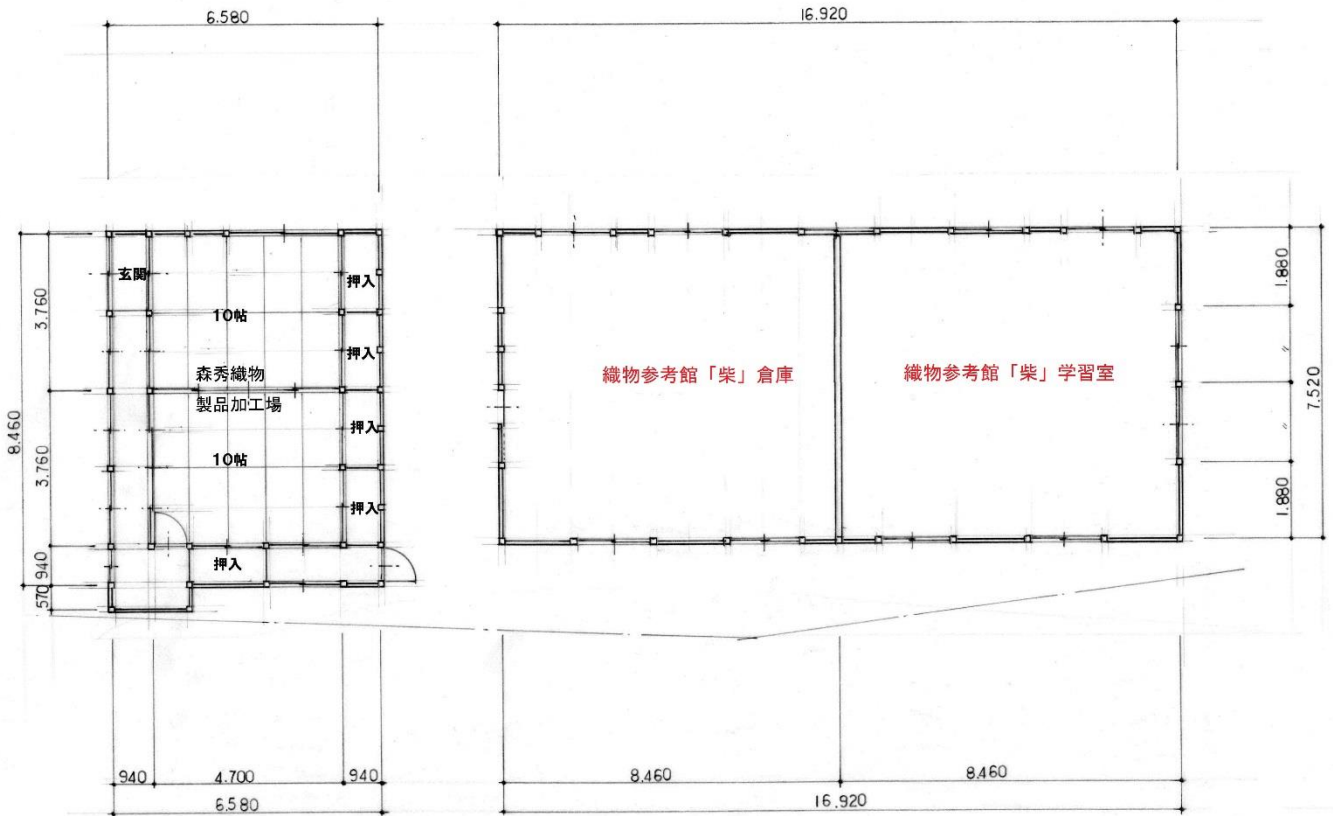 6.580
16.920
玄関
押入
10帖
押入
森秀織物
製品加工場
押入
10帖
押入
押入
3.760
3.760
8.460
940
570
織物参考館「柴」倉庫
織物参考館「柴」学習室
1.880
〃
〃
1.880
7.520
940
4.700
940
6.580
8.460
8.460
16.920